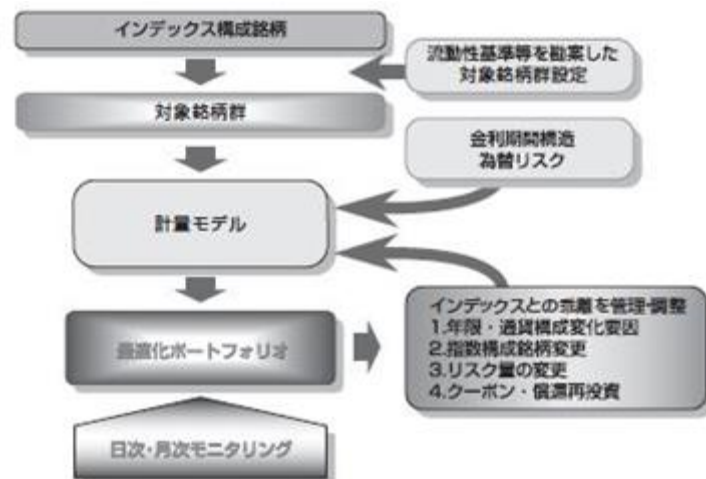 インデックス構成銘柄
流動性基準等を勘案した
対象銘柄群設定
対象銘柄群
金利期間構造
為替リスク
計量モデル
インデックスとの乖離を管理・調整
1.年限・通貨構成変化要因
2.指数構成銘柄変更
3.リスク量の変更
4.クーポン・償還再投資
最適化ポートフォリオ
日次・月次モニタリング